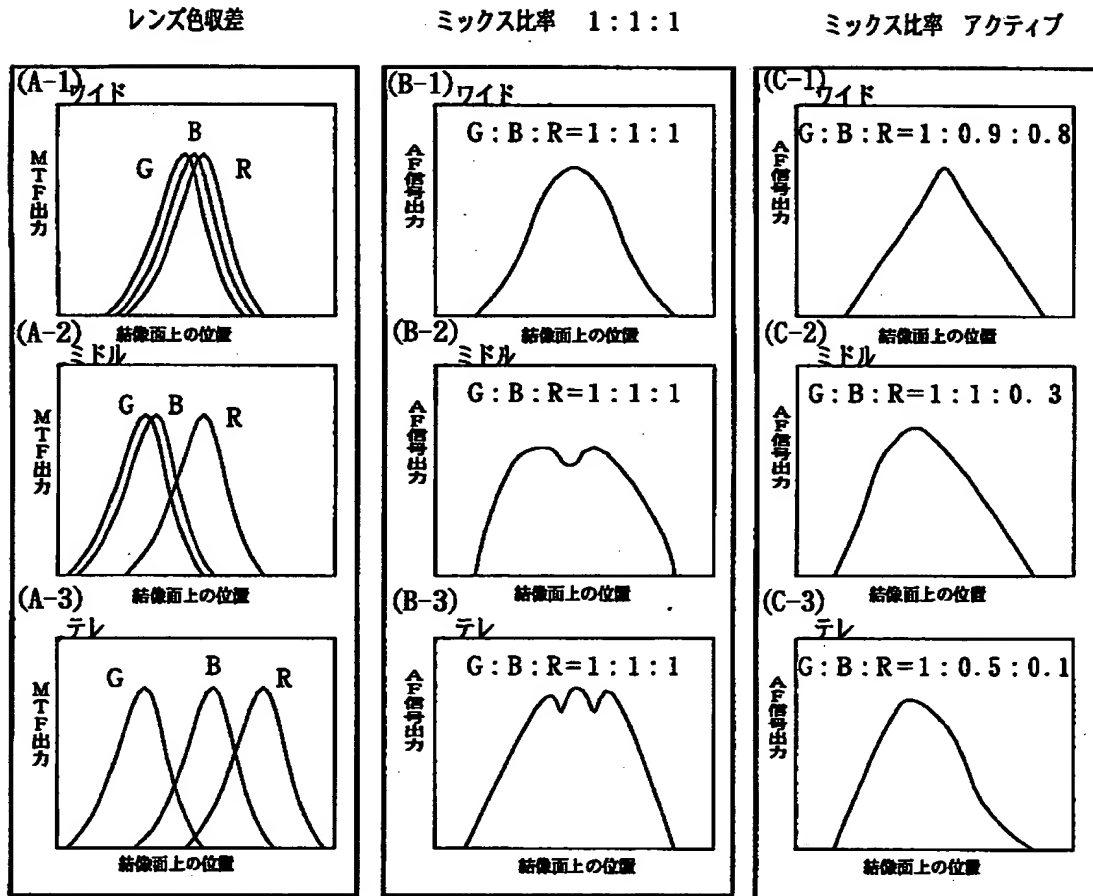 レンズ色収差
ミックス比率 1:1:1
ミックス比率 アクティブ
(A-1)
ワイド
MTF出力
G
B
R
結像面上の位置
(B-1)
ワイド
AF信号出力
G:B:R=1:1:1
(C-1)
ワイド
AF信号出力
G:B:R=1:0.9:0.8
(A-2)
ミドル
MTF出力
G
B
R
結像面上の位置
(B-2)
結像面上の位置
ミドル
AF信号出力
G:B:R=1:1:1
(C-2)
結像面上の位置
ミドル
AF信号出力
G:B:R=1:1:0.3
(A-3)
テレ
MTF出力
G
B
R
結像面上の位置
(B-3)
結像面上の位置
テレ
AF信号出力
G:B:R=1:1:1
結像面上の位置
(C-3)
結像面上の位置
テレ
AF信号出力
G:B:R=1:0.5:0.1
結像面上の位置